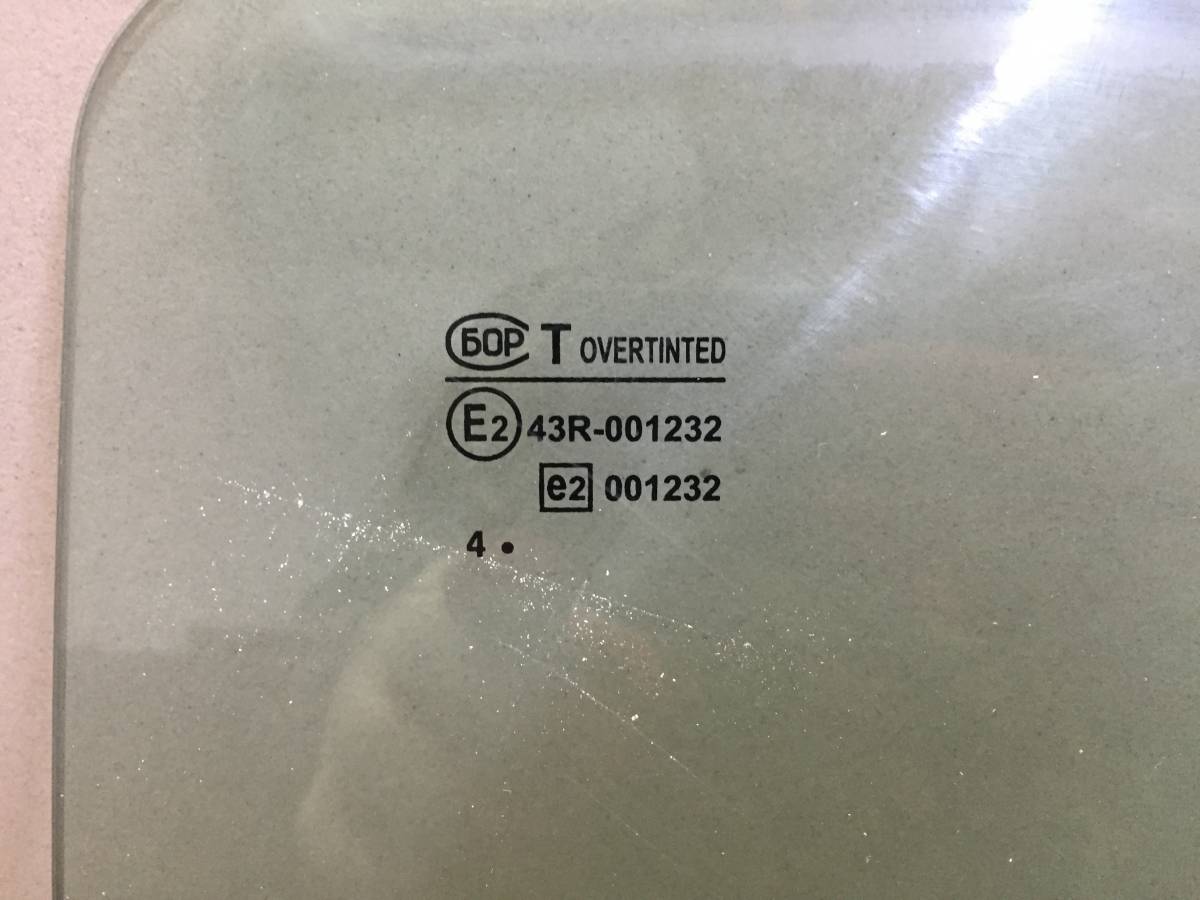 БОР T OVERTINTED
E2 43R-001232
e2 001232
4 •